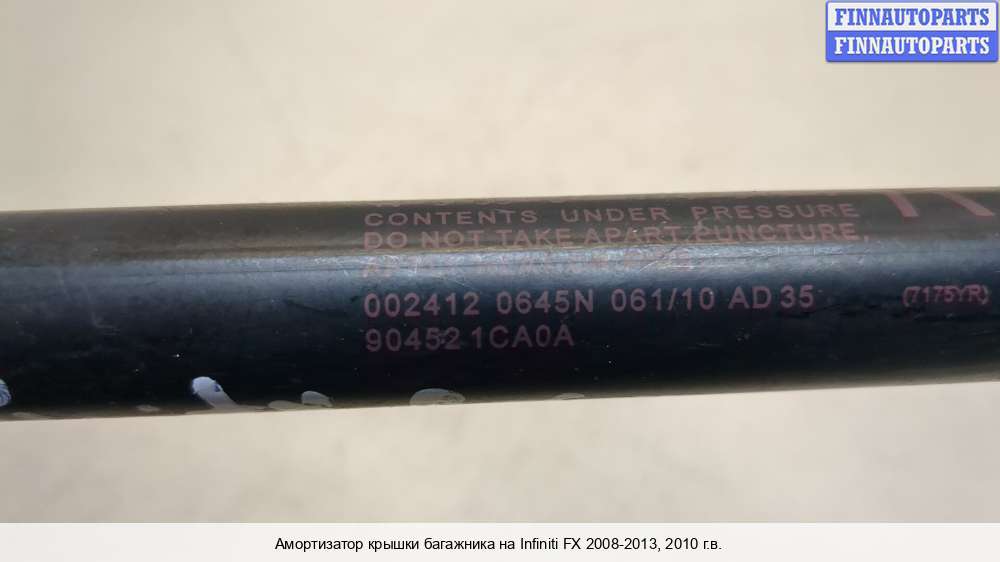 FINNAUTOPARTS
FINNAUTOPARTS
CONTENTS UNDER PRESSURE
DO NOT TAKE APART, PUNCTURE,
002412 0645N 061/10 AD 35 (7175YR)
90452 1CA0A
Амортизатор крышки багажника на Infiniti FX 2008-2013, 2010 г.в.